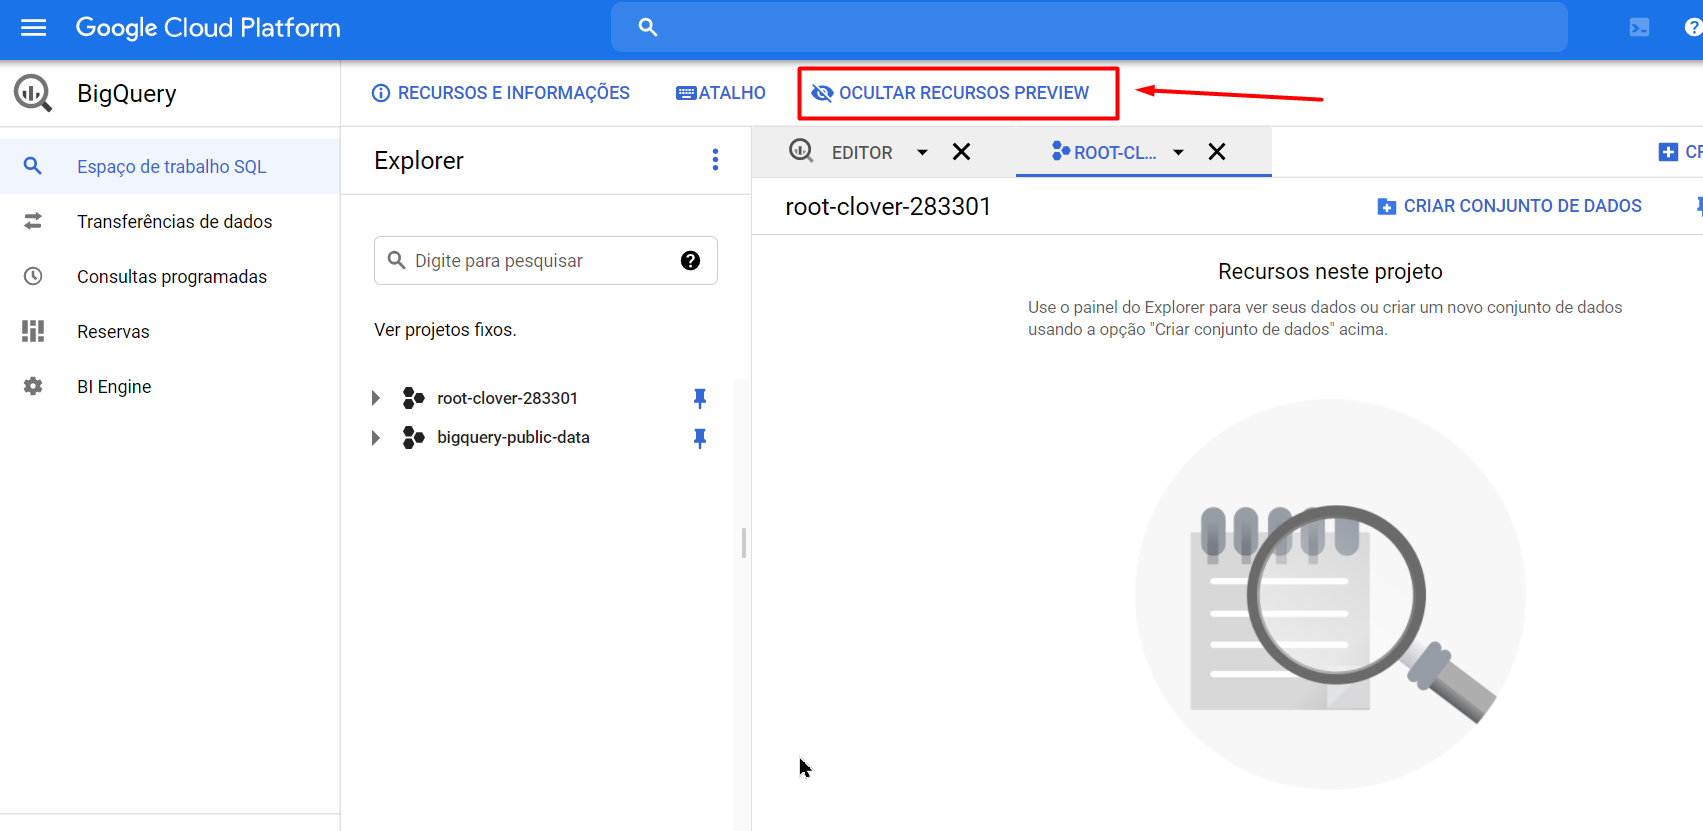 Google Cloud Platform
BigQuery
RECURSOS E INFORMAÇÕES
ATALHO
OCULTAR RECURSOS PREVIEW
Espaço de trabalho SQL
Transferências de dados
Consultas programadas
Reservas
BI Engine
Explorer
Digite para pesquisar
Ver projetos fixos.
root-clover-283301
bigquery-public-data
EDITOR
ROOT-CL...
CR
root-clover-283301
CRIAR CONJUNTO DE DADOS
Recursos neste projeto
Use o painel do Explorer para ver seus dados ou criar um novo conjunto de dados
usando a opção "Criar conjunto de dados" acima.